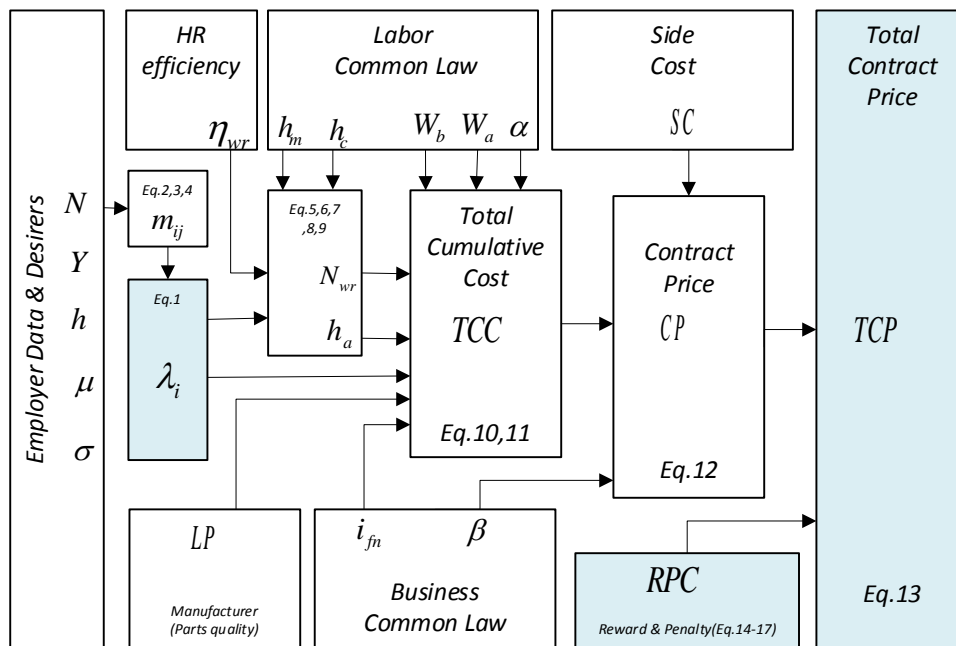 Employer Data & Desirers
N
Y
h
μ
σ
HR
efficiency
η_wr
Labor
Common Law
h_m h_c W_b W_a α
Side
Cost
SC
Total
Contract
Price
TCP
Eq.13
Eq.2,3,4
m_ij
Eq.1
λ_i
Eq.5,6,7
,8,9
N_wr
h_a
Total
Cumulative
Cost
TCC
Eq.10,11
Contract
Price
CP
Eq.12
LP
Manufacturer
(Parts quality)
i_fn β
Business
Common Law
RPC
Reward & Penalty(Eq.14-17)